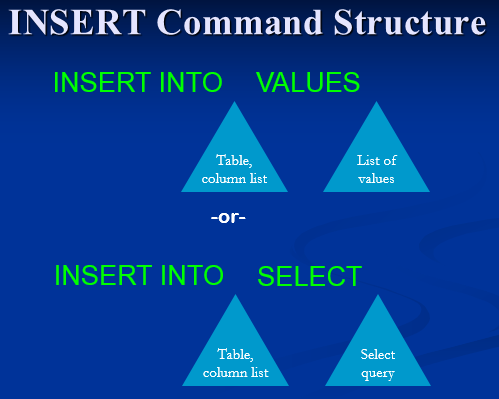 INSERT Command Structure
INSERT INTO VALUES
Table,
column list
List of
values
-or-
INSERT INTO SELECT
Table,
column list
Select
query